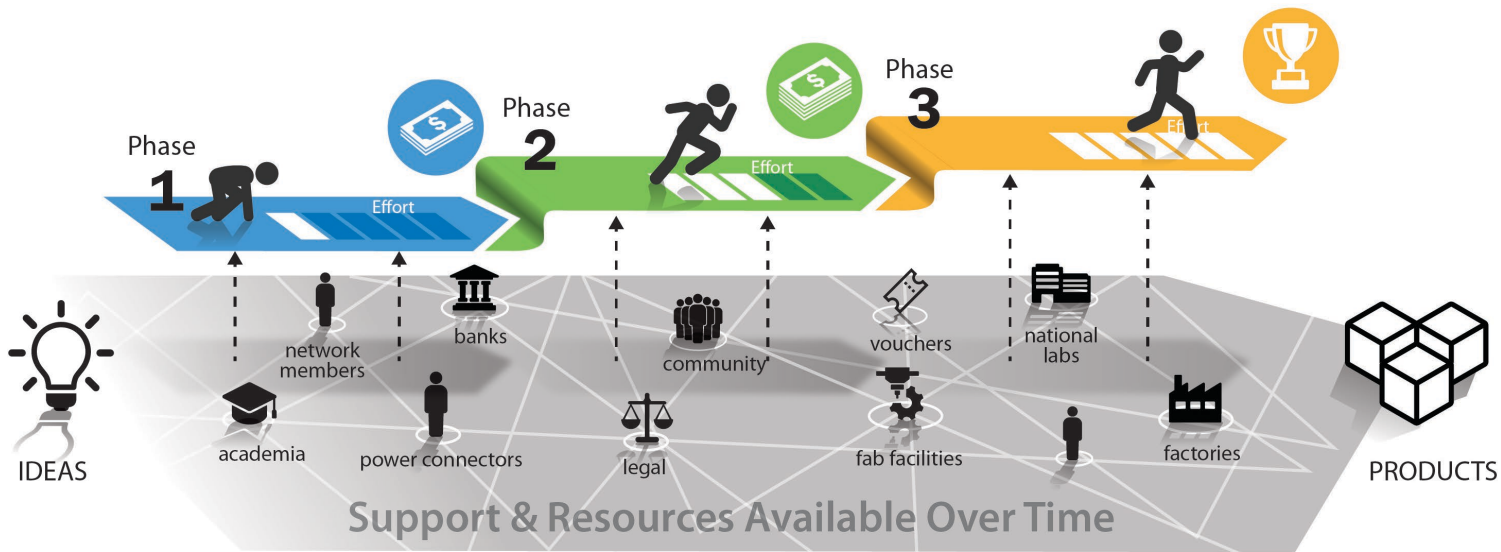 Phase
1
Effort
$
Phase
2
Effort
$
Phase
3
Effort
IDEAS
network
members
banks
academia
power connectors
community
legal
vouchers
fab facilities
national
labs
factories
PRODUCTS
Support & Resources Available Over Time